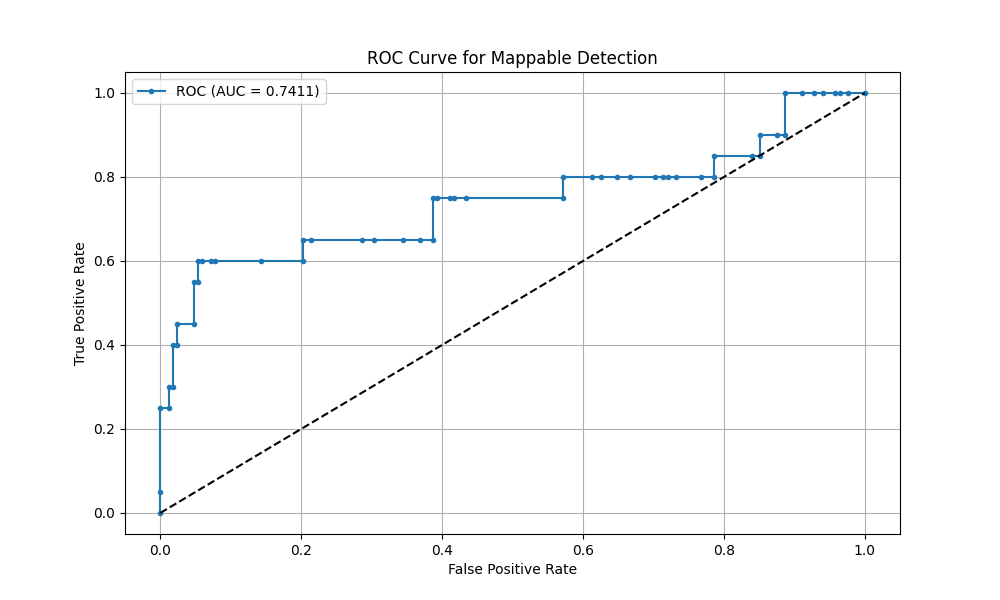 ROC Curve for Mappable Detection
ROC (AUC = 0.7411)
True Positive Rate
1.0
0.8
0.6
0.4
0.2
0.0
0.0 0.2 0.4 0.6 0.8 1.0
False Positive Rate